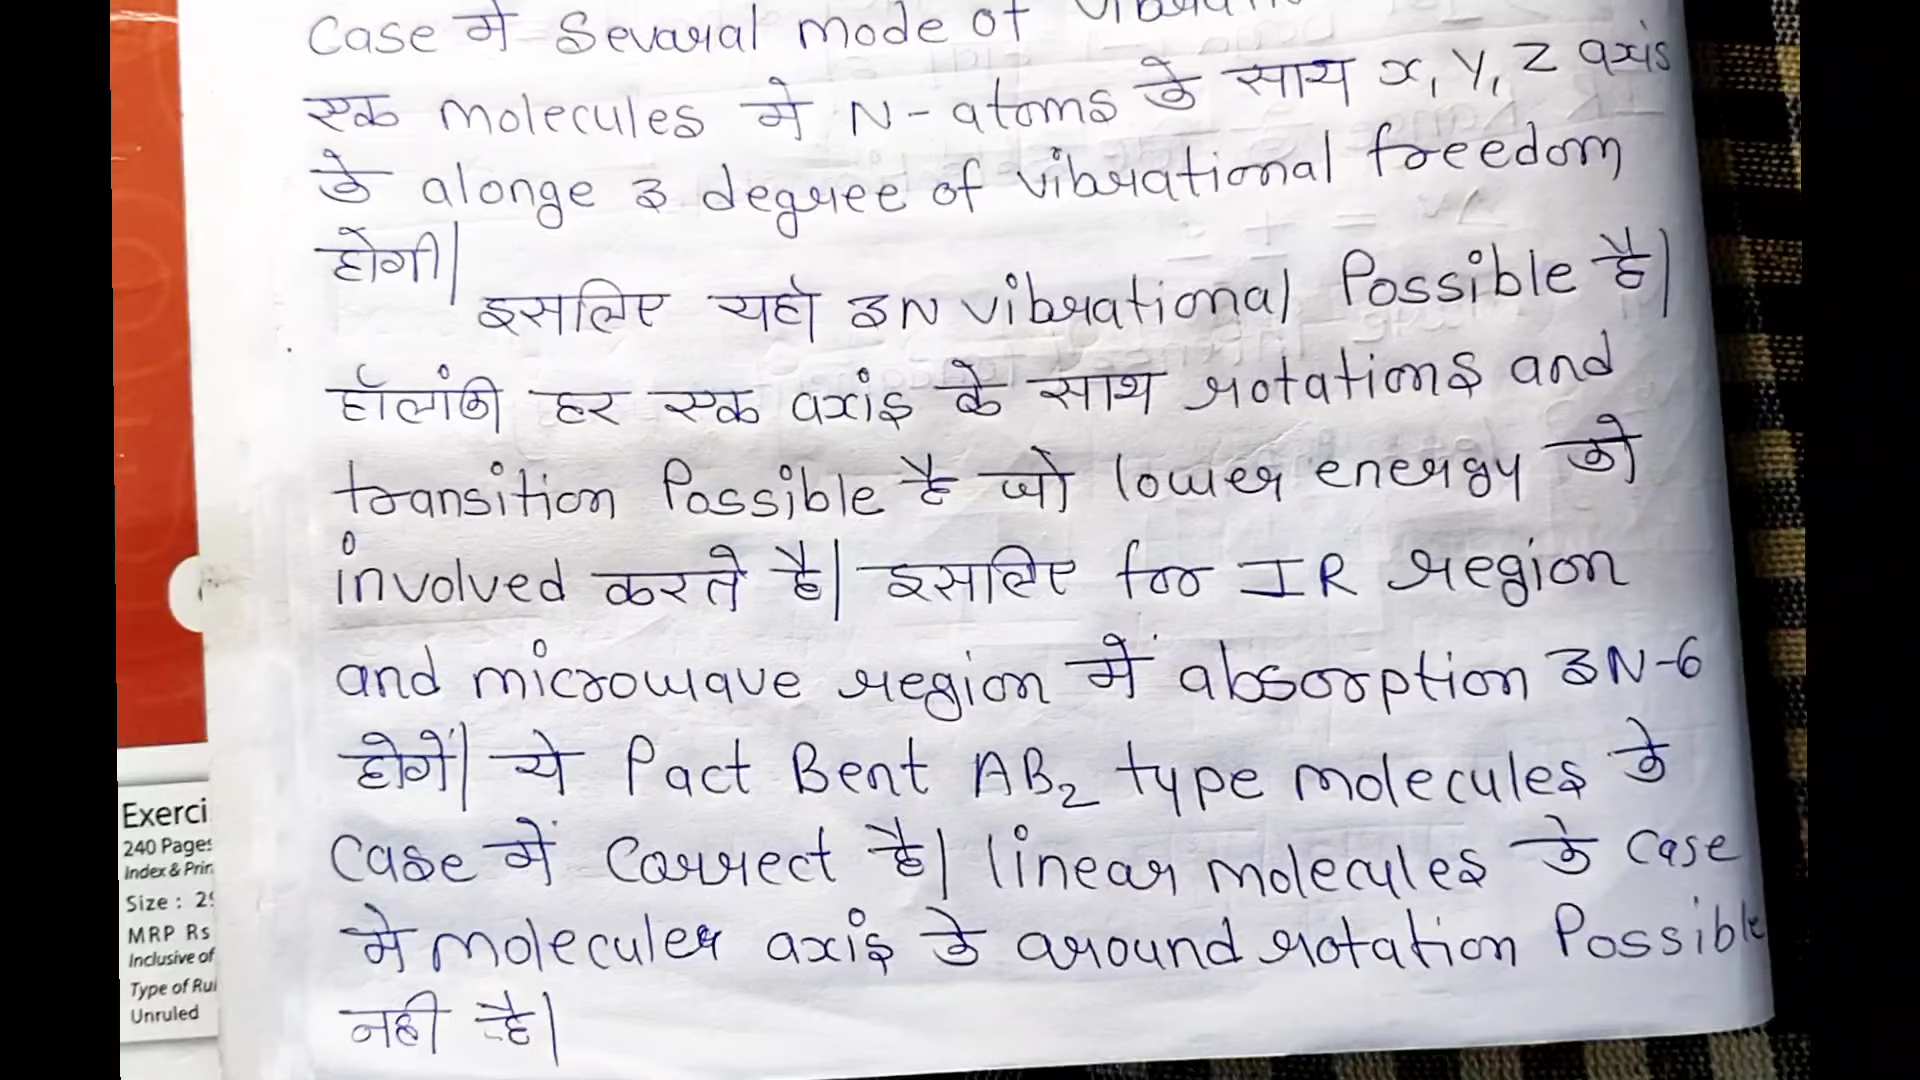 Case मे Sevaral mode of
एक molecules मे N-atoms के साथ x, y, z axis
के alonge 3 degree of vibrational freedom
होगी|
इसलिए यहाँ 3N vibrational Possible है|
हॉलांकी हर एक axis के साथ rotations and
transition Possible है जो lower energy को
involved करते है| इसलिए for IR region
and microwave region मे absorption 3N-6
होगें| ये Pact Bent AB₂ type molecules के
Case में Correct है| linear molecules के case
मे moleculer axis के around rotation Possible
नही है|
Exerci
240 Pages
Index & Prin
Size : 29
MRP Rs
Inclusive of
Type of Rul
Unruled